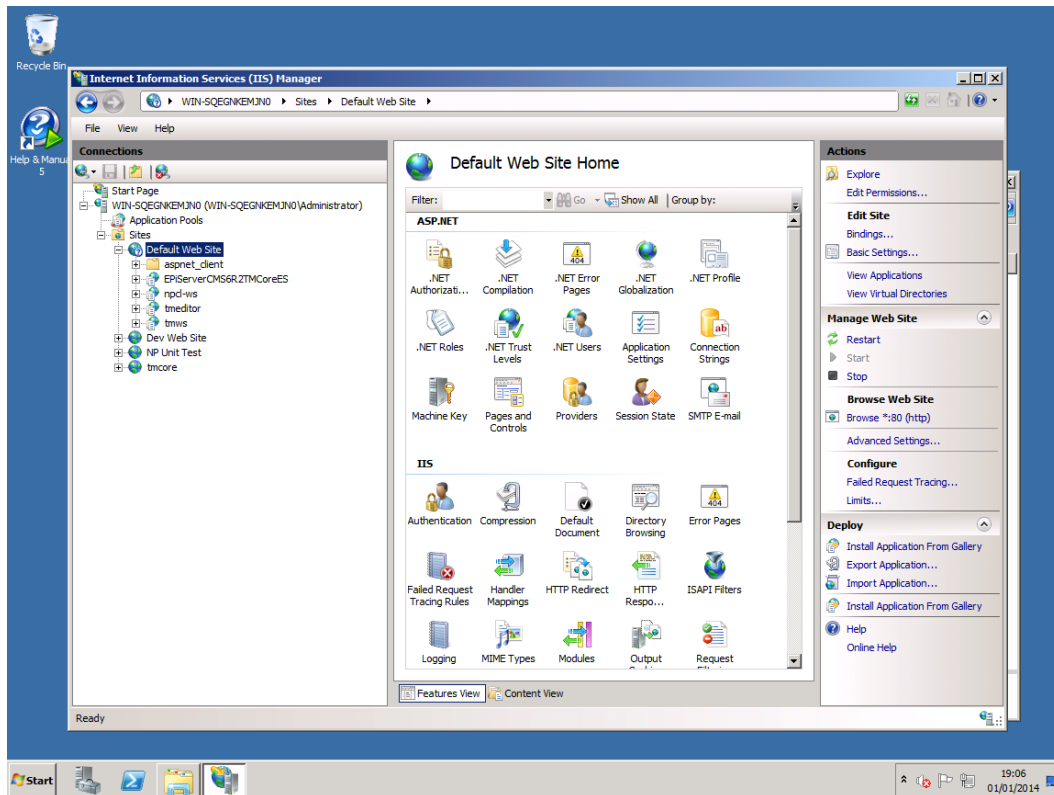 Recycle Bin
Help & Manua
5
Internet Information Services (IIS) Manager
WIN-SQEGNKEMJN0 Sites Default Web Site
File View Help
Connections
Start Page
WIN-SQEGNKEMJN0 (WIN-SQEGNKEMJN0\Administrator)
Application Pools
Sites
Default Web Site
aspnet_client
EPiServerCMS6R2TMCoreES
npcl-ws
tmeditor
tmws
Dev Web Site
NP Unit Test
tmcore
Default Web Site Home
Filter: Go Show All Group by:
ASP.NET
.NET Authorizati...
.NET Compilation
.NET Error Pages
.NET Globalization
.NET Profile
.NET Roles
.NET Trust Levels
.NET Users
Application Settings
Connection Strings
Machine Key
Pages and Controls
Providers
Session State
SMTP E-mail
IIS
Authentication
Compression
Default Document
Directory Browsing
Error Pages
Failed Request Tracing Rules
Handler Mappings
HTTP Redirect
HTTP Respo...
ISAPI Filters
Logging
MIME Types
Modules
Output
Request
Features View Content View
Actions
Explore
Edit Permissions...
Edit Site
Bindings...
Basic Settings...
View Applications
View Virtual Directories
Manage Web Site
Restart
Start
Stop
Browse Web Site
Browse *:80 (http)
Advanced Settings...
Configure
Failed Request Tracing...
Limits...
Deploy
Install Application From Gallery
Export Application...
Import Application...
Install Application From Gallery
Help
Online Help
Ready
Start
19:06
01/01/2014